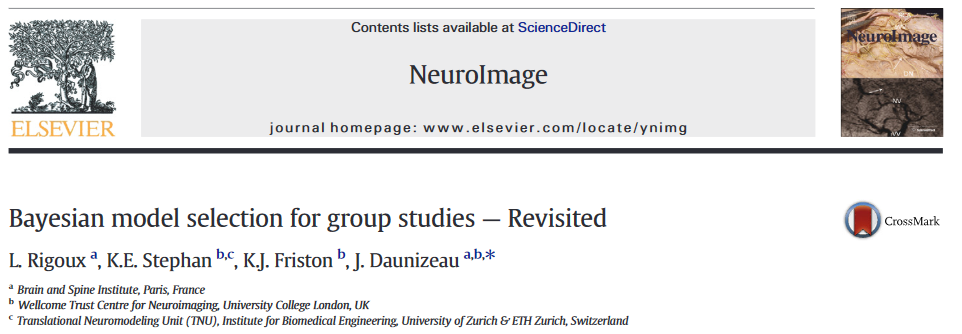 Contents lists available at ScienceDirect
NeuroImage
journal homepage: www.elsevier.com/locate/ynimg
ELSEVIER
NeuroImage
Bayesian model selection for group studies — Revisited
CrossMark
L. Rigoux a, K.E. Stephan b,c, K.J. Friston b, J. Daunizeau a,b,*
a Brain and Spine Institute, Paris, France
b Wellcome Trust Centre for Neuroimaging, University College London, UK
c Translational Neuromodeling Unit (TNU), Institute for Biomedical Engineering, University of Zurich & ETH Zurich, Switzerland